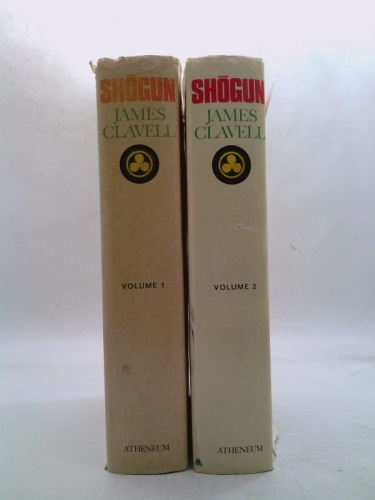 SHŌGUN
JAMES
CLAVELL
VOLUME 1
ATHENEUM
SHŌGUN
JAMES
CLAVELL
VOLUME 2
ATHENEUM